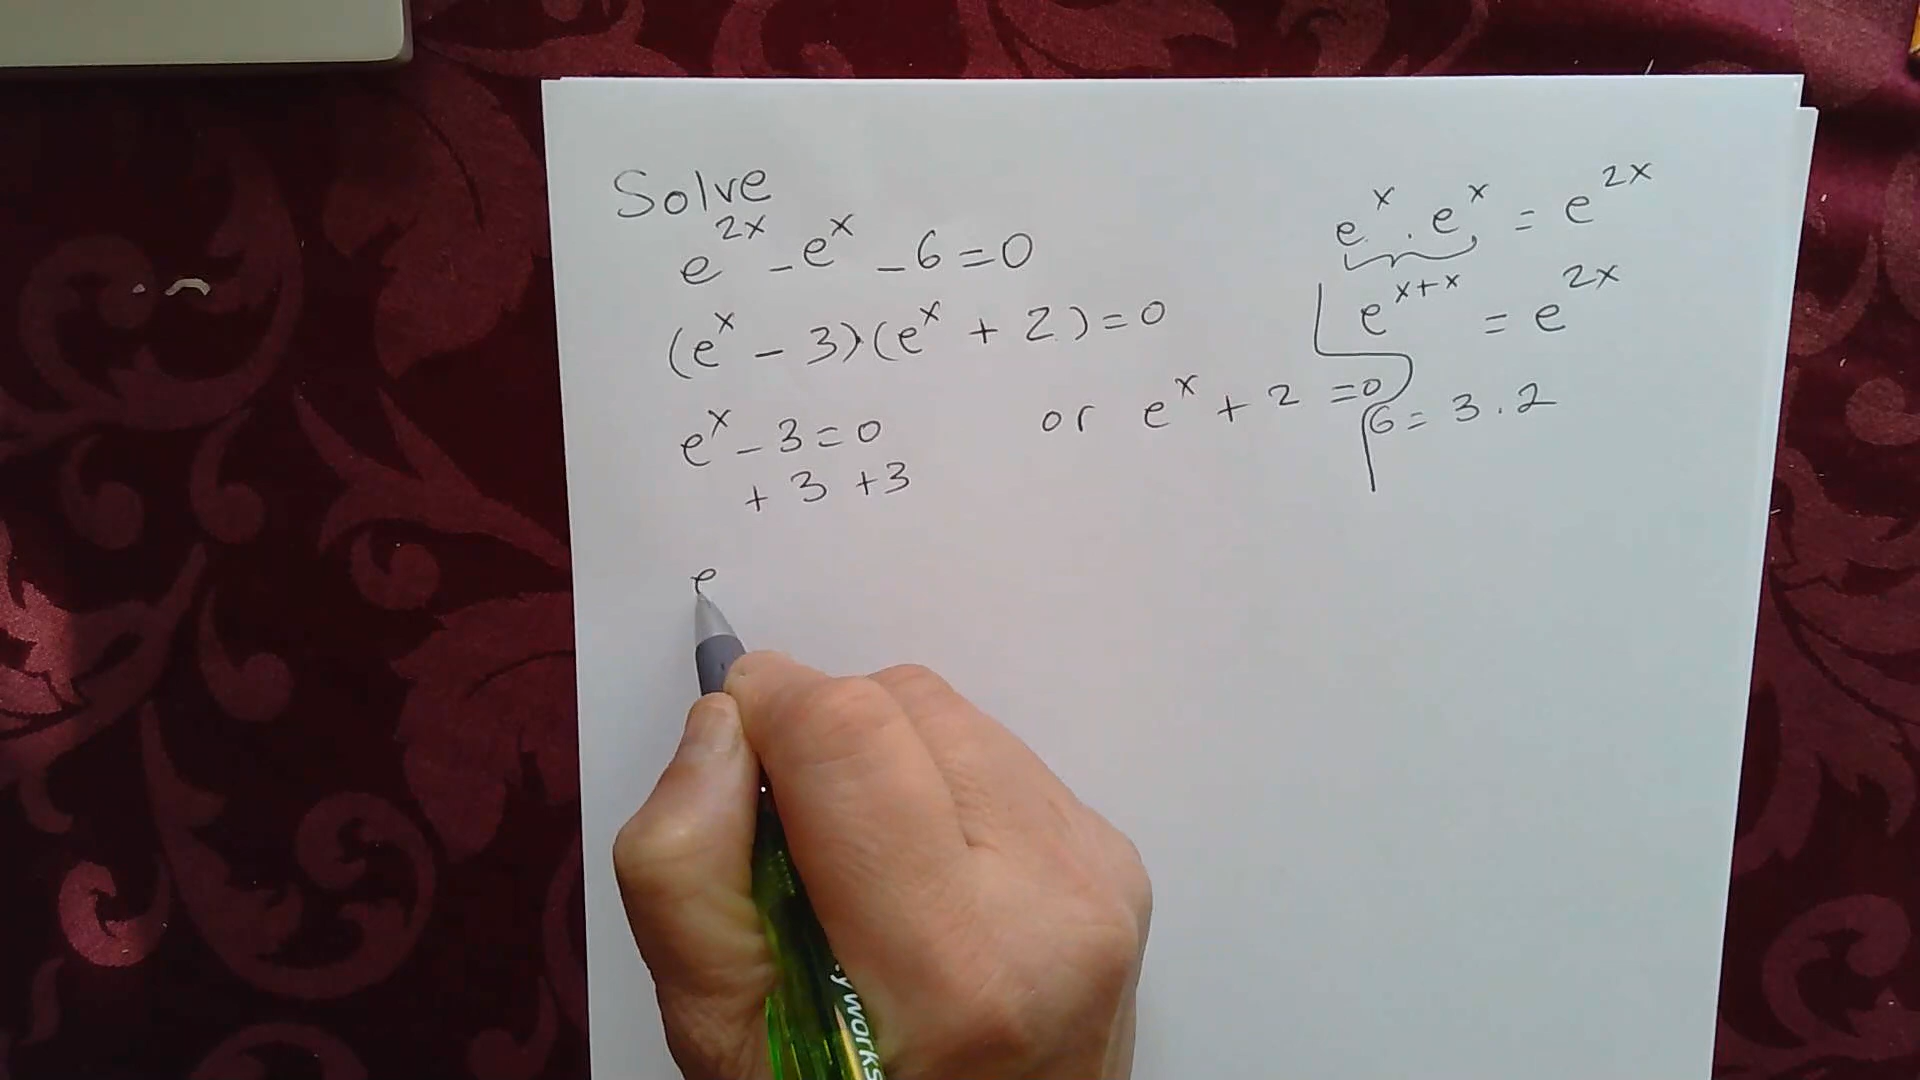 Solve
e^{2x} - e^x - 6 = 0
(e^x - 3)(e^x + 2) = 0
e^x - 3 = 0 or e^x + 2 = 0
+ 3 +3
e
e^x . e^x = e^{2x}
e^{x+x} = e^{2x}
6 = 3 . 2